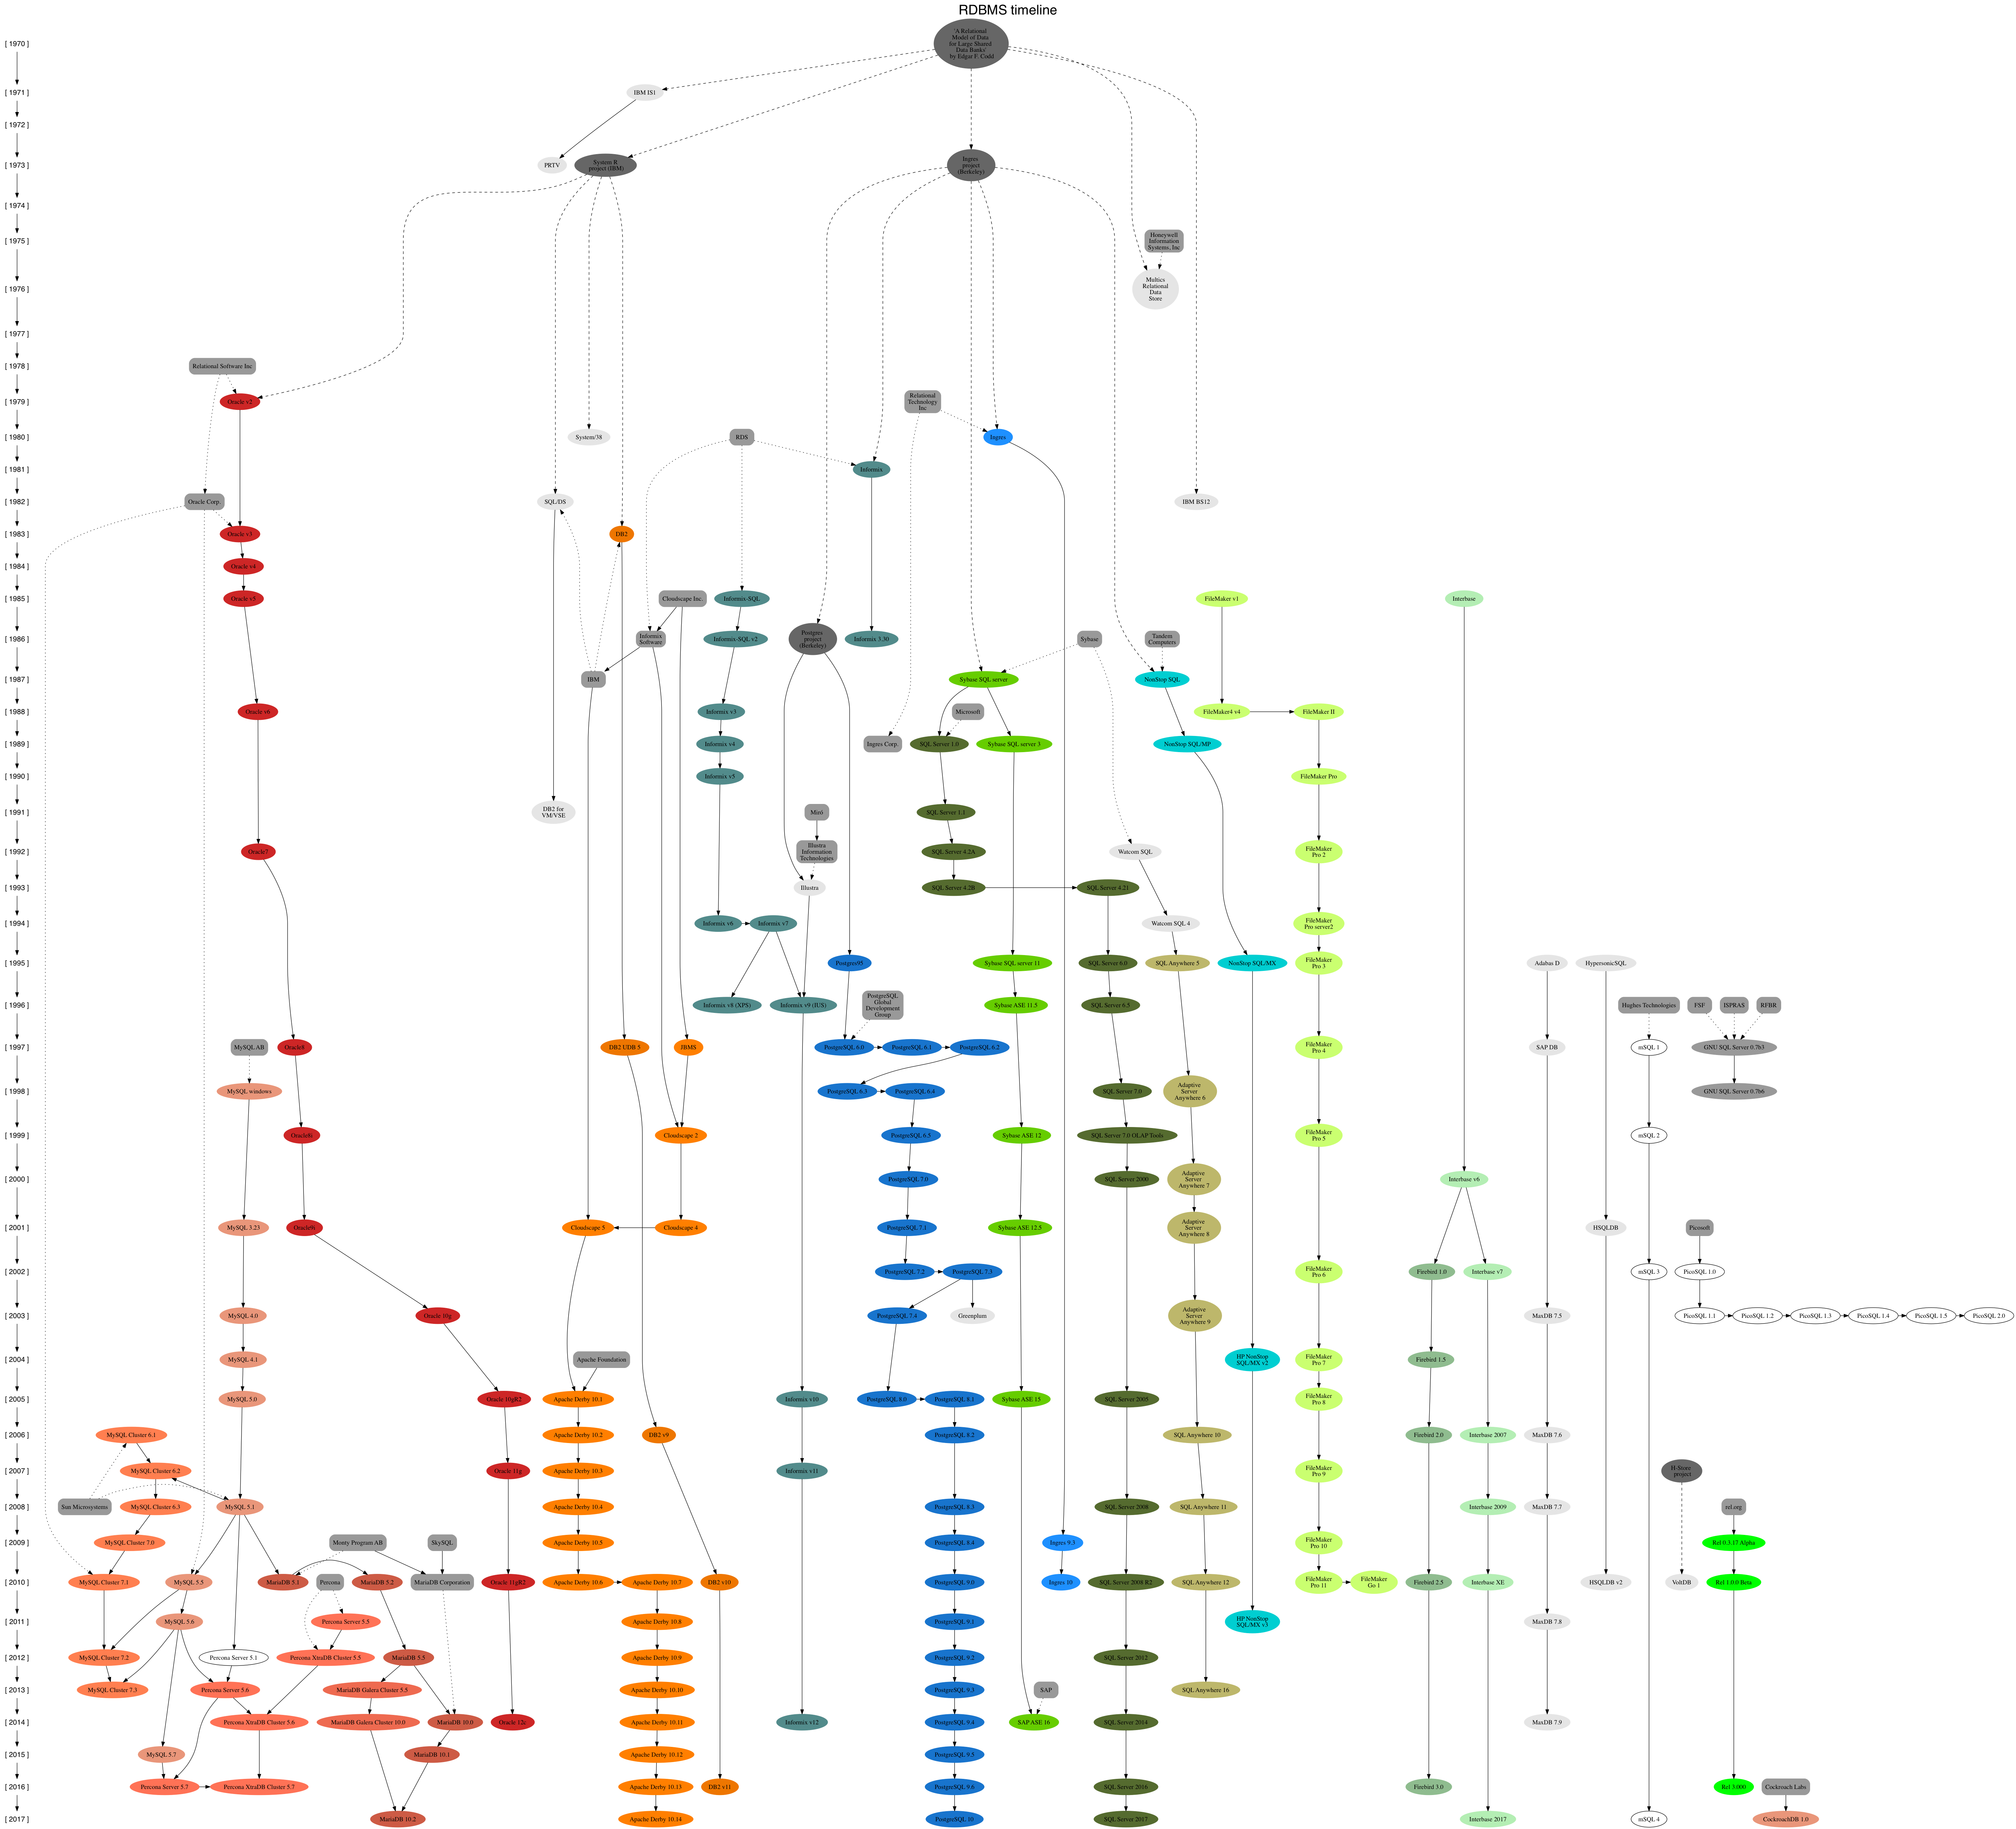 RDBMS timeline
'A Relational
Model of Data
for Large Shared
Data Banks'
by Edgar F. Codd
[ 1970 ]
[ 1971 ]
IBM IS1
[ 1972 ]
[ 1973 ]
PRTV
System R
project (IBM)
Ingres
project
(Berkeley)
[ 1974 ]
[ 1975 ]
Honeywell
Information
Systems, Inc
[ 1976 ]
Multics
Relational
Data
Store
[ 1977 ]
[ 1978 ]
Relational Software Inc
[ 1979 ]
Oracle v2
Relational
Technology
Inc
[ 1980 ]
System/38
RDS
Ingres
[ 1981 ]
Informix
[ 1982 ]
Oracle Corp.
SQL/DS
IBM BS12
[ 1983 ]
Oracle v3
DB2
[ 1984 ]
Oracle v4
[ 1985 ]
Oracle v5
Cloudscape Inc.
Informix-SQL
FileMaker v1
Interbase
[ 1986 ]
Informix
Software
Informix-SQL v2
Postgres
project
(Berkeley)
Informix 3.30
Sybase
Tandem
Computers
[ 1987 ]
IBM
Sybase SQL server
NonStop SQL
[ 1988 ]
Oracle v6
Informix v3
Microsoft
FileMaker4 v4
FileMaker II
[ 1989 ]
Informix v4
Ingres Corp.
SQL Server 1.0
Sybase SQL server 3
NonStop SQL/MP
[ 1990 ]
Informix v5
FileMaker Pro
[ 1991 ]
DB2 for
VM/VSE
Miró
SQL Server 1.1
[ 1992 ]
Oracle7
Illustra
Information
Technologies
SQL Server 4.2A
Watcom SQL
FileMaker
Pro 2
[ 1993 ]
Illustra
SQL Server 4.2B
SQL Server 4.21
[ 1994 ]
Informix v6
Informix v7
Watcom SQL 4
FileMaker
Pro server2
[ 1995 ]
Postgres95
Sybase SQL server 11
SQL Server 6.0
SQL Anywhere 5
NonStop SQL/MX
FileMaker
Pro 3
Adabas D
HypersonicSQL
[ 1996 ]
Informix v8 (XPS)
Informix v9 (IUS)
PostgreSQL
Global
Development
Group
Sybase ASE 11.5
SQL Server 6.5
Hughes Technologies
FSF
ISPRAS
RFBR
[ 1997 ]
MySQL AB
Oracle8
DB2 UDB 5
JBMS
PostgreSQL 6.0
PostgreSQL 6.1
PostgreSQL 6.2
FileMaker
Pro 4
SAP DB
mSQL 1
GNU SQL Server 0.7b3
[ 1998 ]
MySQL windows
PostgreSQL 6.3
PostgreSQL 6.4
SQL Server 7.0
Adaptive
Server
Anywhere 6
GNU SQL Server 0.7b6
[ 1999 ]
Oracle8i
Cloudscape 2
PostgreSQL 6.5
Sybase ASE 12
SQL Server 7.0 OLAP Tools
FileMaker
Pro 5
mSQL 2
[ 2000 ]
PostgreSQL 7.0
SQL Server 2000
Adaptive
Server
Anywhere 7
Interbase v6
[ 2001 ]
MySQL 3.23
Oracle9i
Cloudscape 5
Cloudscape 4
PostgreSQL 7.1
Sybase ASE 12.5
Adaptive
Server
Anywhere 8
HSQLDB
Picosoft
[ 2002 ]
PostgreSQL 7.2
PostgreSQL 7.3
FileMaker
Pro 6
Firebird 1.0
Interbase v7
mSQL 3
PicoSQL 1.0
[ 2003 ]
MySQL 4.0
Oracle 10g
PostgreSQL 7.4
Greenplum
Adaptive
Server
Anywhere 9
MaxDB 7.5
PicoSQL 1.1
PicoSQL 1.2
PicoSQL 1.3
PicoSQL 1.4
PicoSQL 1.5
PicoSQL 2.0
[ 2004 ]
MySQL 4.1
Apache Foundation
HP NonStop
SQL/MX v2
FileMaker
Pro 7
Firebird 1.5
[ 2005 ]
MySQL 5.0
Oracle 10gR2
Apache Derby 10.1
Informix v10
PostgreSQL 8.0
PostgreSQL 8.1
Sybase ASE 15
SQL Server 2005
FileMaker
Pro 8
[ 2006 ]
MySQL Cluster 6.1
Apache Derby 10.2
DB2 v9
PostgreSQL 8.2
SQL Anywhere 10
Firebird 2.0
Interbase 2007
MaxDB 7.6
[ 2007 ]
MySQL Cluster 6.2
Oracle 11g
Apache Derby 10.3
Informix v11
FileMaker
Pro 9
H-Store
project
[ 2008 ]
Sun Microsystems
MySQL Cluster 6.3
MySQL 5.1
Apache Derby 10.4
PostgreSQL 8.3
SQL Server 2008
SQL Anywhere 11
Interbase 2009
MaxDB 7.7
rel.org
[ 2009 ]
MySQL Cluster 7.0
Monty Program AB
SkySQL
Apache Derby 10.5
PostgreSQL 8.4
Ingres 9.3
FileMaker
Pro 10
Rel 0.3.17 Alpha
[ 2010 ]
MySQL Cluster 7.1
MySQL 5.5
MariaDB 5.1
Percona
MariaDB 5.2
MariaDB Corporation
Oracle 11gR2
Apache Derby 10.6
Apache Derby 10.7
DB2 v10
PostgreSQL 9.0
Ingres 10
SQL Server 2008 R2
SQL Anywhere 12
FileMaker
Pro 11
FileMaker
Go 1
Firebird 2.5
Interbase XE
HSQLDB v2
VoltDB
Rel 1.0.0 Beta
[ 2011 ]
MySQL 5.6
Percona Server 5.5
Apache Derby 10.8
PostgreSQL 9.1
HP NonStop
SQL/MX v3
MaxDB 7.8
[ 2012 ]
MySQL Cluster 7.2
Percona Server 5.1
Percona XtraDB Cluster 5.5
MariaDB 5.5
Apache Derby 10.9
PostgreSQL 9.2
SQL Server 2012
[ 2013 ]
MySQL Cluster 7.3
Percona Server 5.6
MariaDB Galera Cluster 5.5
Apache Derby 10.10
PostgreSQL 9.3
SAP
SQL Anywhere 16
[ 2014 ]
Percona XtraDB Cluster 5.6
MariaDB Galera Cluster 10.0
MariaDB 10.0
Oracle 12c
Apache Derby 10.11
Informix v12
PostgreSQL 9.4
SAP ASE 16
SQL Server 2014
MaxDB 7.9
[ 2015 ]
MySQL 5.7
MariaDB 10.1
Apache Derby 10.12
PostgreSQL 9.5
[ 2016 ]
Percona Server 5.7
Percona XtraDB Cluster 5.7
Apache Derby 10.13
DB2 v11
PostgreSQL 9.6
SQL Server 2016
Firebird 3.0
Rel 3.000
Cockroach Labs
[ 2017 ]
MariaDB 10.2
Apache Derby 10.14
PostgreSQL 10
SQL Server 2017
Interbase 2017
mSQL 4
CockroachDB 1.0